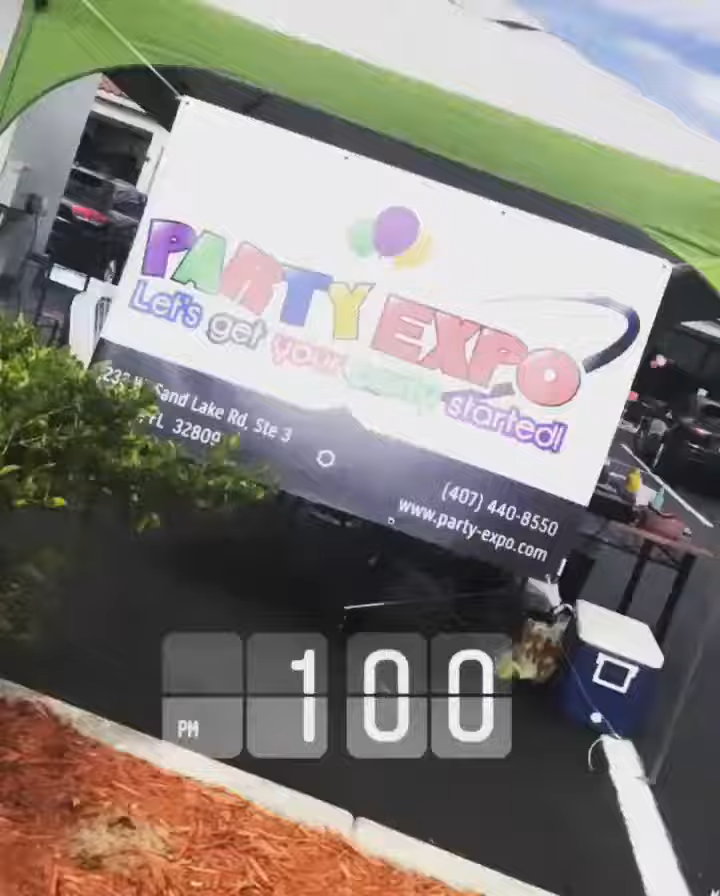 PARTY EXPO
Let's get your started!
Sand Lake Rd, Ste 3
FL 32809
(407) 440-8550
www.party-expo.com
PM 1 00